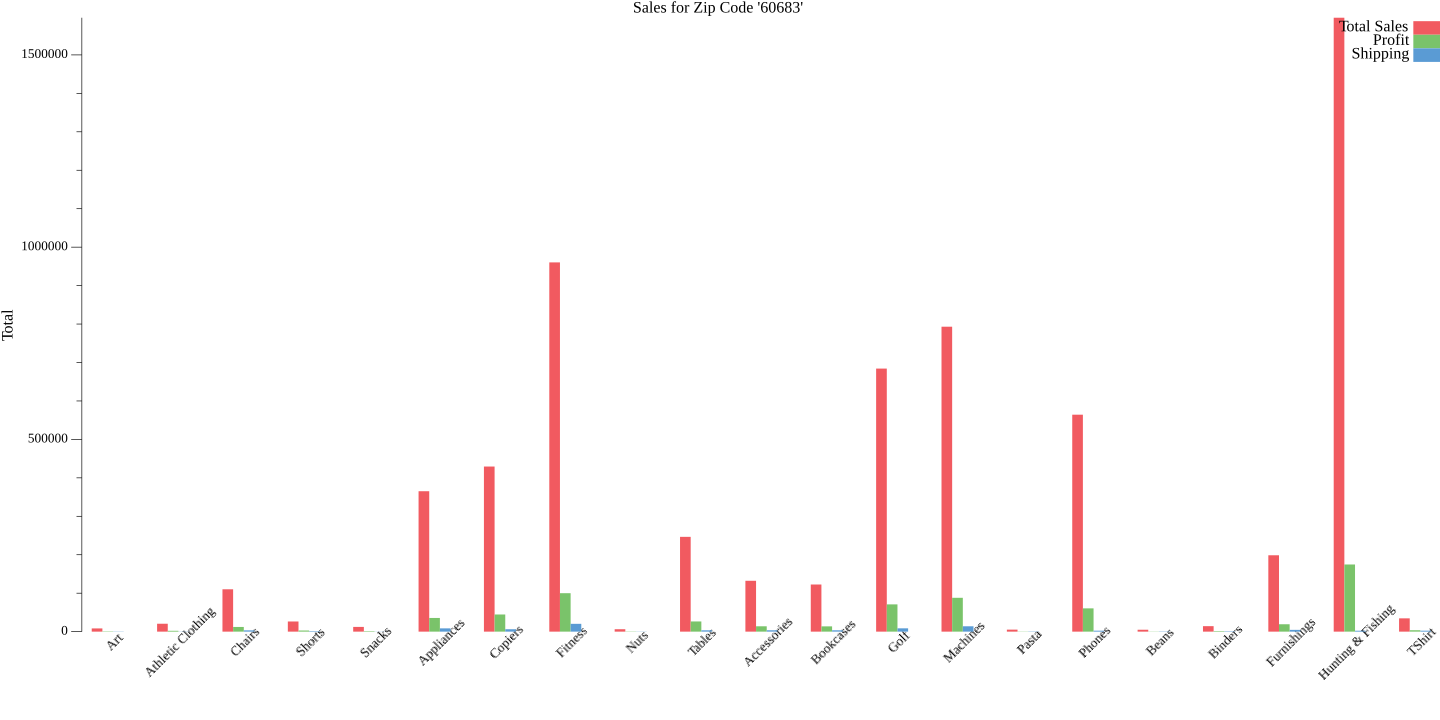 Sales for Zip Code '60683'
Total Sales
Profit
Shipping
1500000
1000000
500000
0
Total
Art
Athletic Clothing
Chairs
Shorts
Snacks
Appliances
Copiers
Fitness
Nuts
Tables
Accessories
Bookcases
Golf
Machines
Pasta
Phones
Beans
Binders
Furnishings
Hunting & Fishing
TShirt